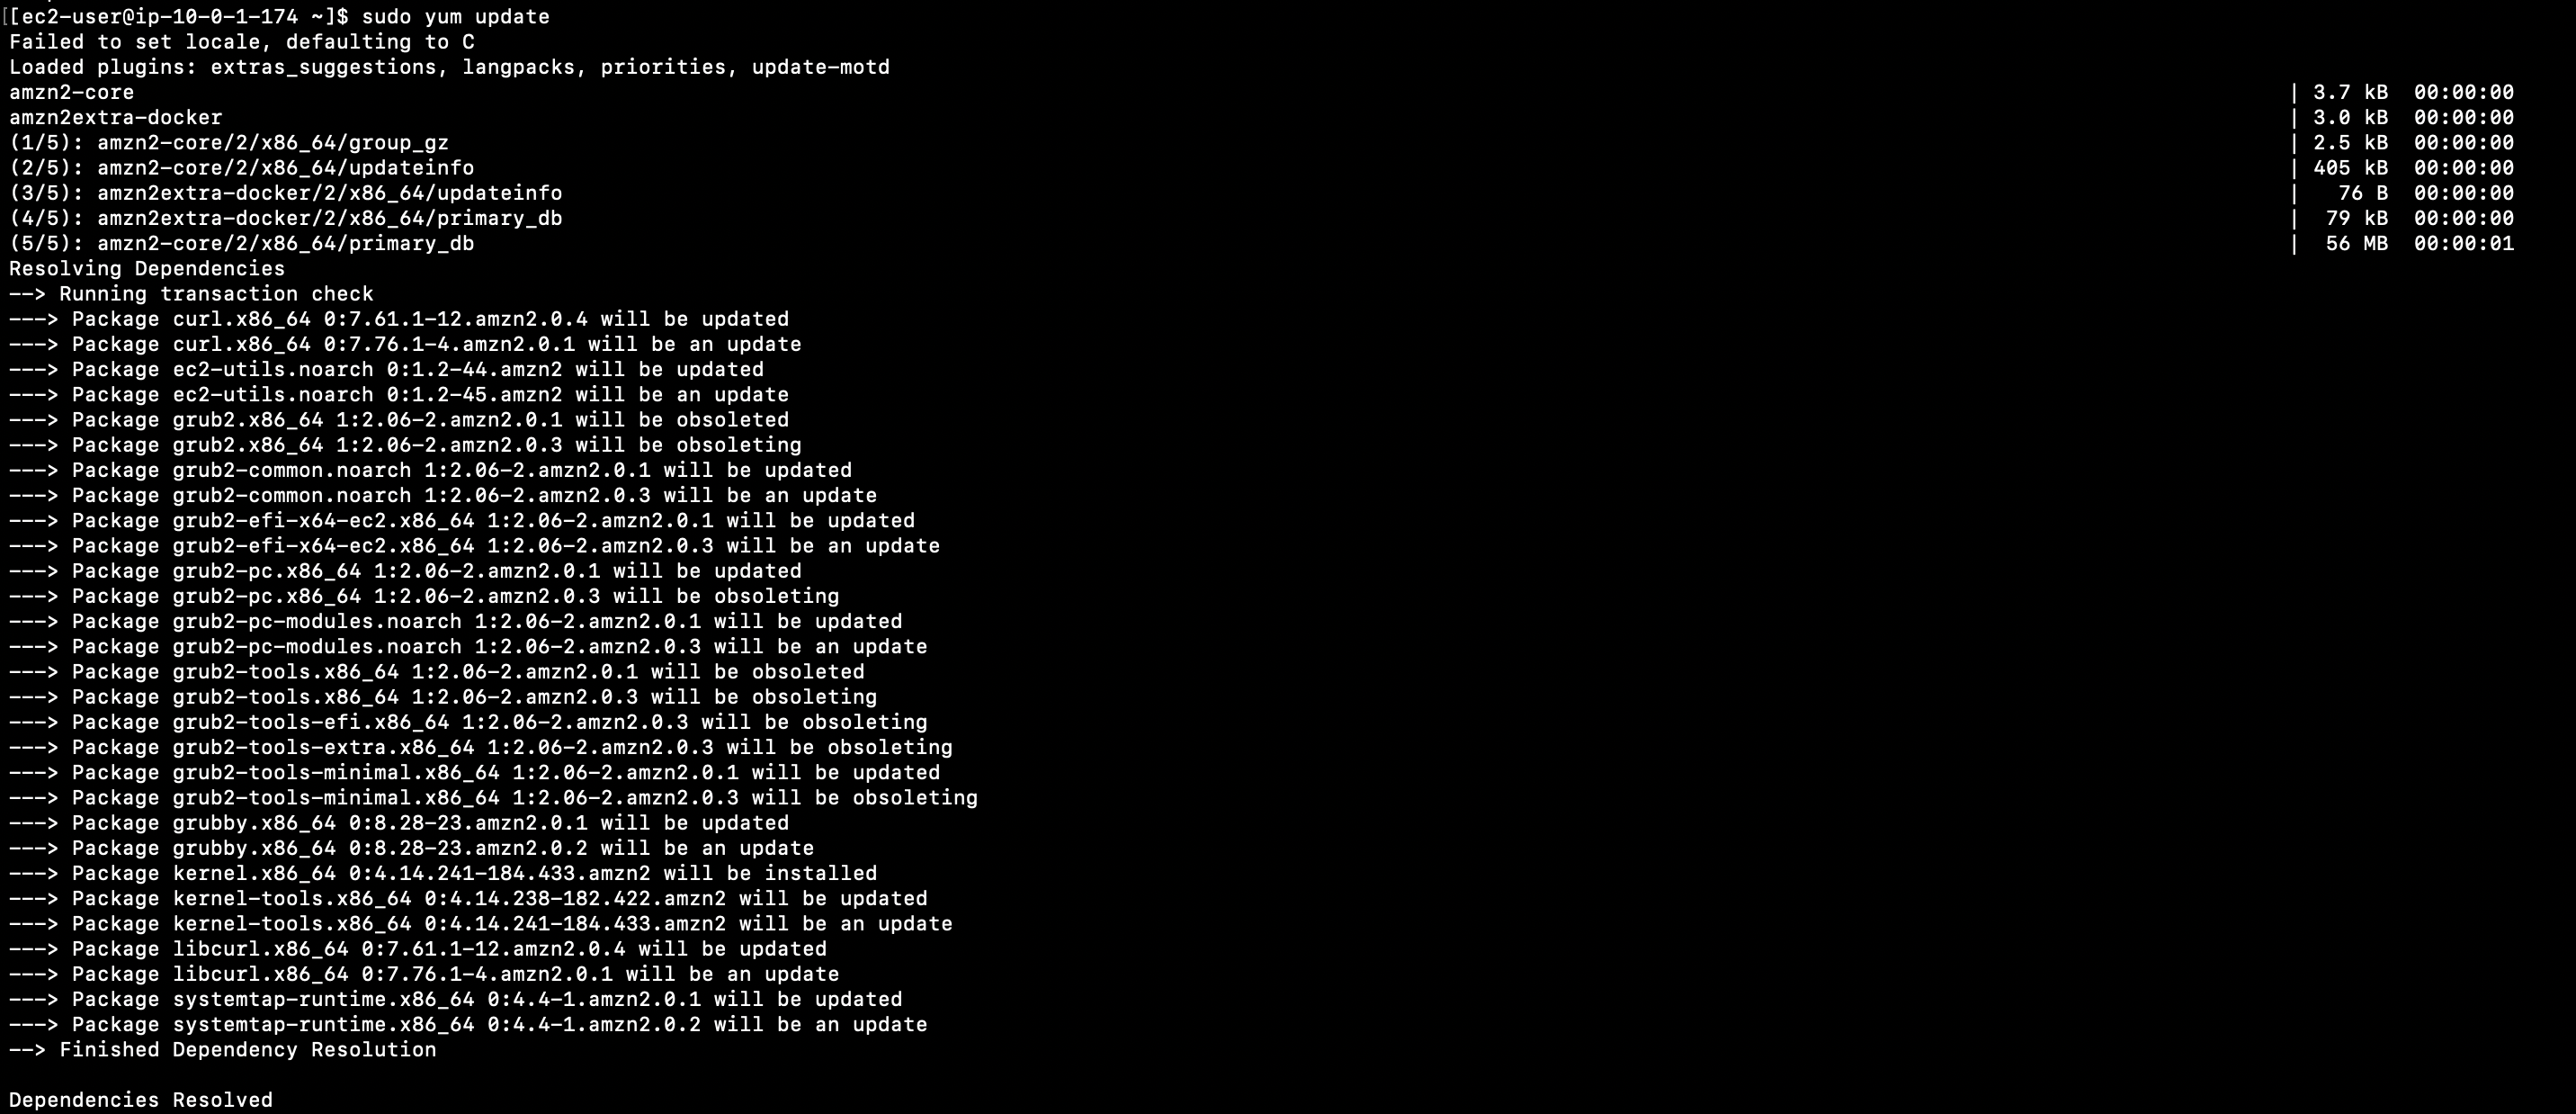 [[ec2-user@ip-10-0-1-174 ~]$ sudo yum update
Failed to set locale, defaulting to C
Loaded plugins: extras_suggestions, langpacks, priorities, update-motd
amzn2-core | 3.7 kB 00:00:00
amzn2extra-docker | 3.0 kB 00:00:00
(1/5): amzn2-core/2/x86_64/group_gz | 2.5 kB 00:00:00
(2/5): amzn2-core/2/x86_64/updateinfo | 405 kB 00:00:00
(3/5): amzn2extra-docker/2/x86_64/updateinfo | 76 B 00:00:00
(4/5): amzn2extra-docker/2/x86_64/primary_db | 79 kB 00:00:00
(5/5): amzn2-core/2/x86_64/primary_db | 56 MB 00:00:01
Resolving Dependencies
--> Running transaction check
---> Package curl.x86_64 0:7.61.1-12.amzn2.0.4 will be updated
---> Package curl.x86_64 0:7.76.1-4.amzn2.0.1 will be an update
---> Package ec2-utils.noarch 0:1.2-44.amzn2 will be updated
---> Package ec2-utils.noarch 0:1.2-45.amzn2 will be an update
---> Package grub2.x86_64 1:2.06-2.amzn2.0.1 will be obsoleted
---> Package grub2.x86_64 1:2.06-2.amzn2.0.3 will be obsoleting
---> Package grub2-common.noarch 1:2.06-2.amzn2.0.1 will be updated
---> Package grub2-common.noarch 1:2.06-2.amzn2.0.3 will be an update
---> Package grub2-efi-x64-ec2.x86_64 1:2.06-2.amzn2.0.1 will be updated
---> Package grub2-efi-x64-ec2.x86_64 1:2.06-2.amzn2.0.3 will be an update
---> Package grub2-pc.x86_64 1:2.06-2.amzn2.0.1 will be updated
---> Package grub2-pc.x86_64 1:2.06-2.amzn2.0.3 will be obsoleting
---> Package grub2-pc-modules.noarch 1:2.06-2.amzn2.0.1 will be updated
---> Package grub2-pc-modules.noarch 1:2.06-2.amzn2.0.3 will be an update
---> Package grub2-tools.x86_64 1:2.06-2.amzn2.0.1 will be obsoleted
---> Package grub2-tools.x86_64 1:2.06-2.amzn2.0.3 will be obsoleting
---> Package grub2-tools-efi.x86_64 1:2.06-2.amzn2.0.3 will be obsoleting
---> Package grub2-tools-extra.x86_64 1:2.06-2.amzn2.0.3 will be obsoleting
---> Package grub2-tools-minimal.x86_64 1:2.06-2.amzn2.0.1 will be updated
---> Package grub2-tools-minimal.x86_64 1:2.06-2.amzn2.0.3 will be obsoleting
---> Package grubby.x86_64 0:8.28-23.amzn2.0.1 will be updated
---> Package grubby.x86_64 0:8.28-23.amzn2.0.2 will be an update
---> Package kernel.x86_64 0:4.14.241-184.433.amzn2 will be installed
---> Package kernel-tools.x86_64 0:4.14.238-182.422.amzn2 will be updated
---> Package kernel-tools.x86_64 0:4.14.241-184.433.amzn2 will be an update
---> Package libcurl.x86_64 0:7.61.1-12.amzn2.0.4 will be updated
---> Package libcurl.x86_64 0:7.76.1-4.amzn2.0.1 will be an update
---> Package systemtap-runtime.x86_64 0:4.4-1.amzn2.0.1 will be updated
---> Package systemtap-runtime.x86_64 0:4.4-1.amzn2.0.2 will be an update
--> Finished Dependency Resolution
Dependencies Resolved